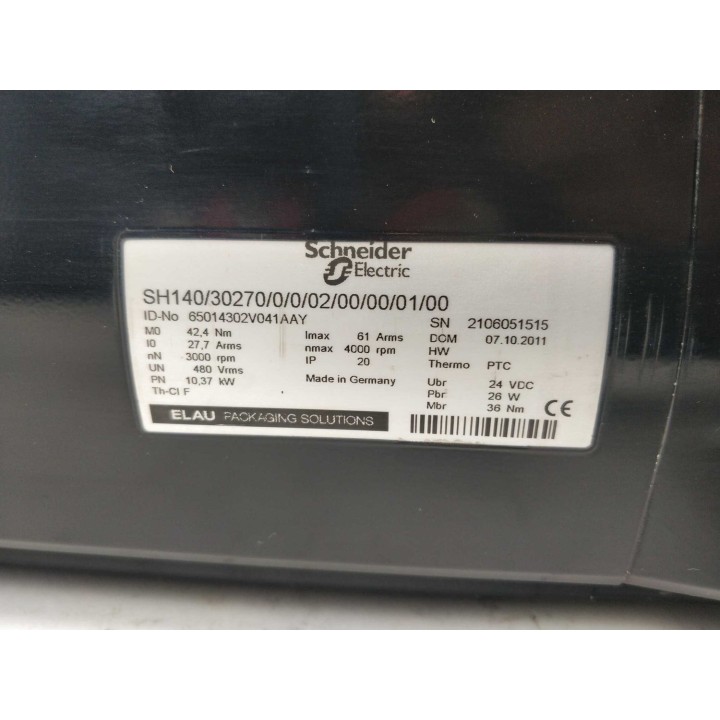 Schneider
Electric
SH140/30270/0/0/02/00/00/01/00
ID-No 65014302V041AAY SN 2106051515
M0 42,4 Nm Imax 61 Arms DOM 07.10.2011
I0 27,7 Arms nmax 4000 rpm HW
nN 3000 rpm IP 20 Thermo PTC
UN 480 Vrms Ubr 24 VDC
PN 10,37 kW Made in Germany Pbr 26 W
Th-Cl F Mbr 36 Nm CE
ELAU PACKAGING SOLUTIONS